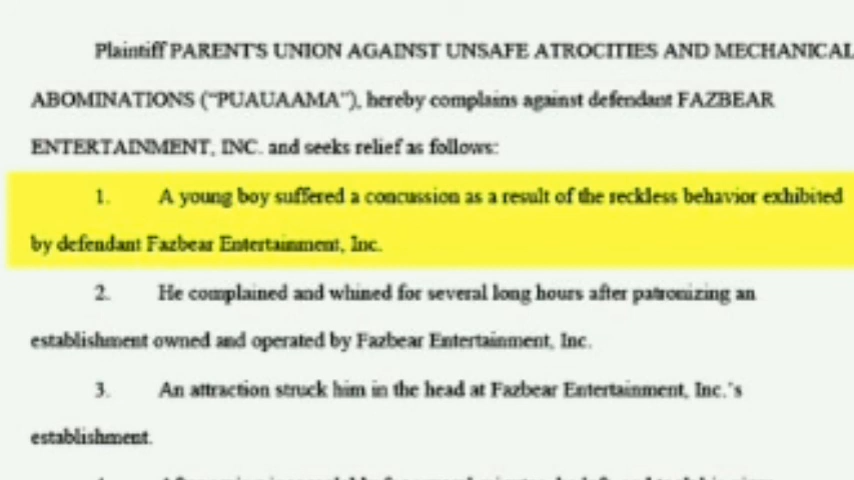 Plaintiff PARENT'S UNION AGAINST UNSAFE ATROCITIES AND MECHANICAL
ABOMINATIONS ("PUAUAAMA"), hereby complains against defendant FAZBEAR
ENTERTAINMENT, INC. and seeks relief as follows:
1. A young boy suffered a concussion as a result of the reckless behavior exhibited
by defendant Fazbear Entertainment, Inc.
2. He complained and whined for several long hours after patronizing an
establishment owned and operated by Fazbear Entertainment, Inc.
3. An attraction struck him in the head at Fazbear Entertainment, Inc.'s
establishment.